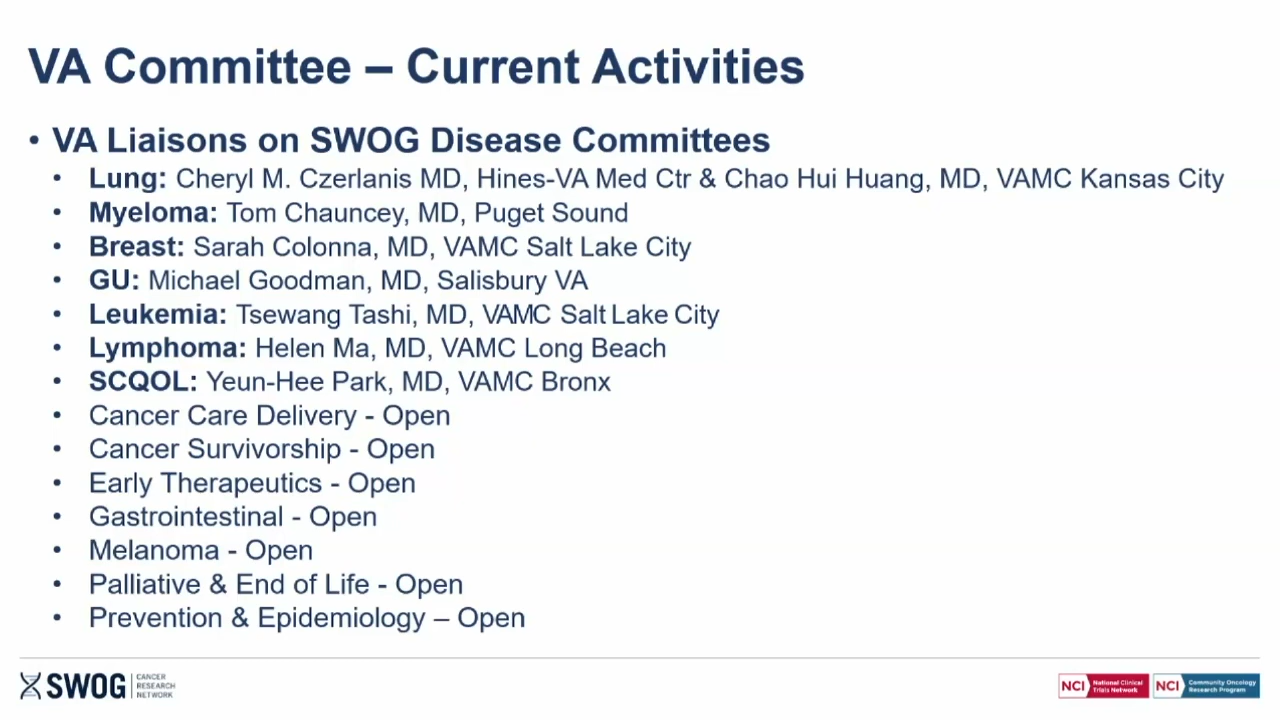 VA Committee – Current Activities
• VA Liaisons on SWOG Disease Committees
• Lung: Cheryl M. Czerlanis MD, Hines-VA Med Ctr & Chao Hui Huang, MD, VAMC Kansas City
• Myeloma: Tom Chauncey, MD, Puget Sound
• Breast: Sarah Colonna, MD, VAMC Salt Lake City
• GU: Michael Goodman, MD, Salisbury VA
• Leukemia: Tsewang Tashi, MD, VAMC Salt Lake City
• Lymphoma: Helen Ma, MD, VAMC Long Beach
• SCQOL: Yeun-Hee Park, MD, VAMC Bronx
• Cancer Care Delivery - Open
• Cancer Survivorship - Open
• Early Therapeutics - Open
• Gastrointestinal - Open
• Melanoma - Open
• Palliative & End of Life - Open
• Prevention & Epidemiology – Open
SWOG
CANCER
RESEARCH
NETWORK
NCI
National Clinical
Trials Network
NCI
Community Oncology
Research Program